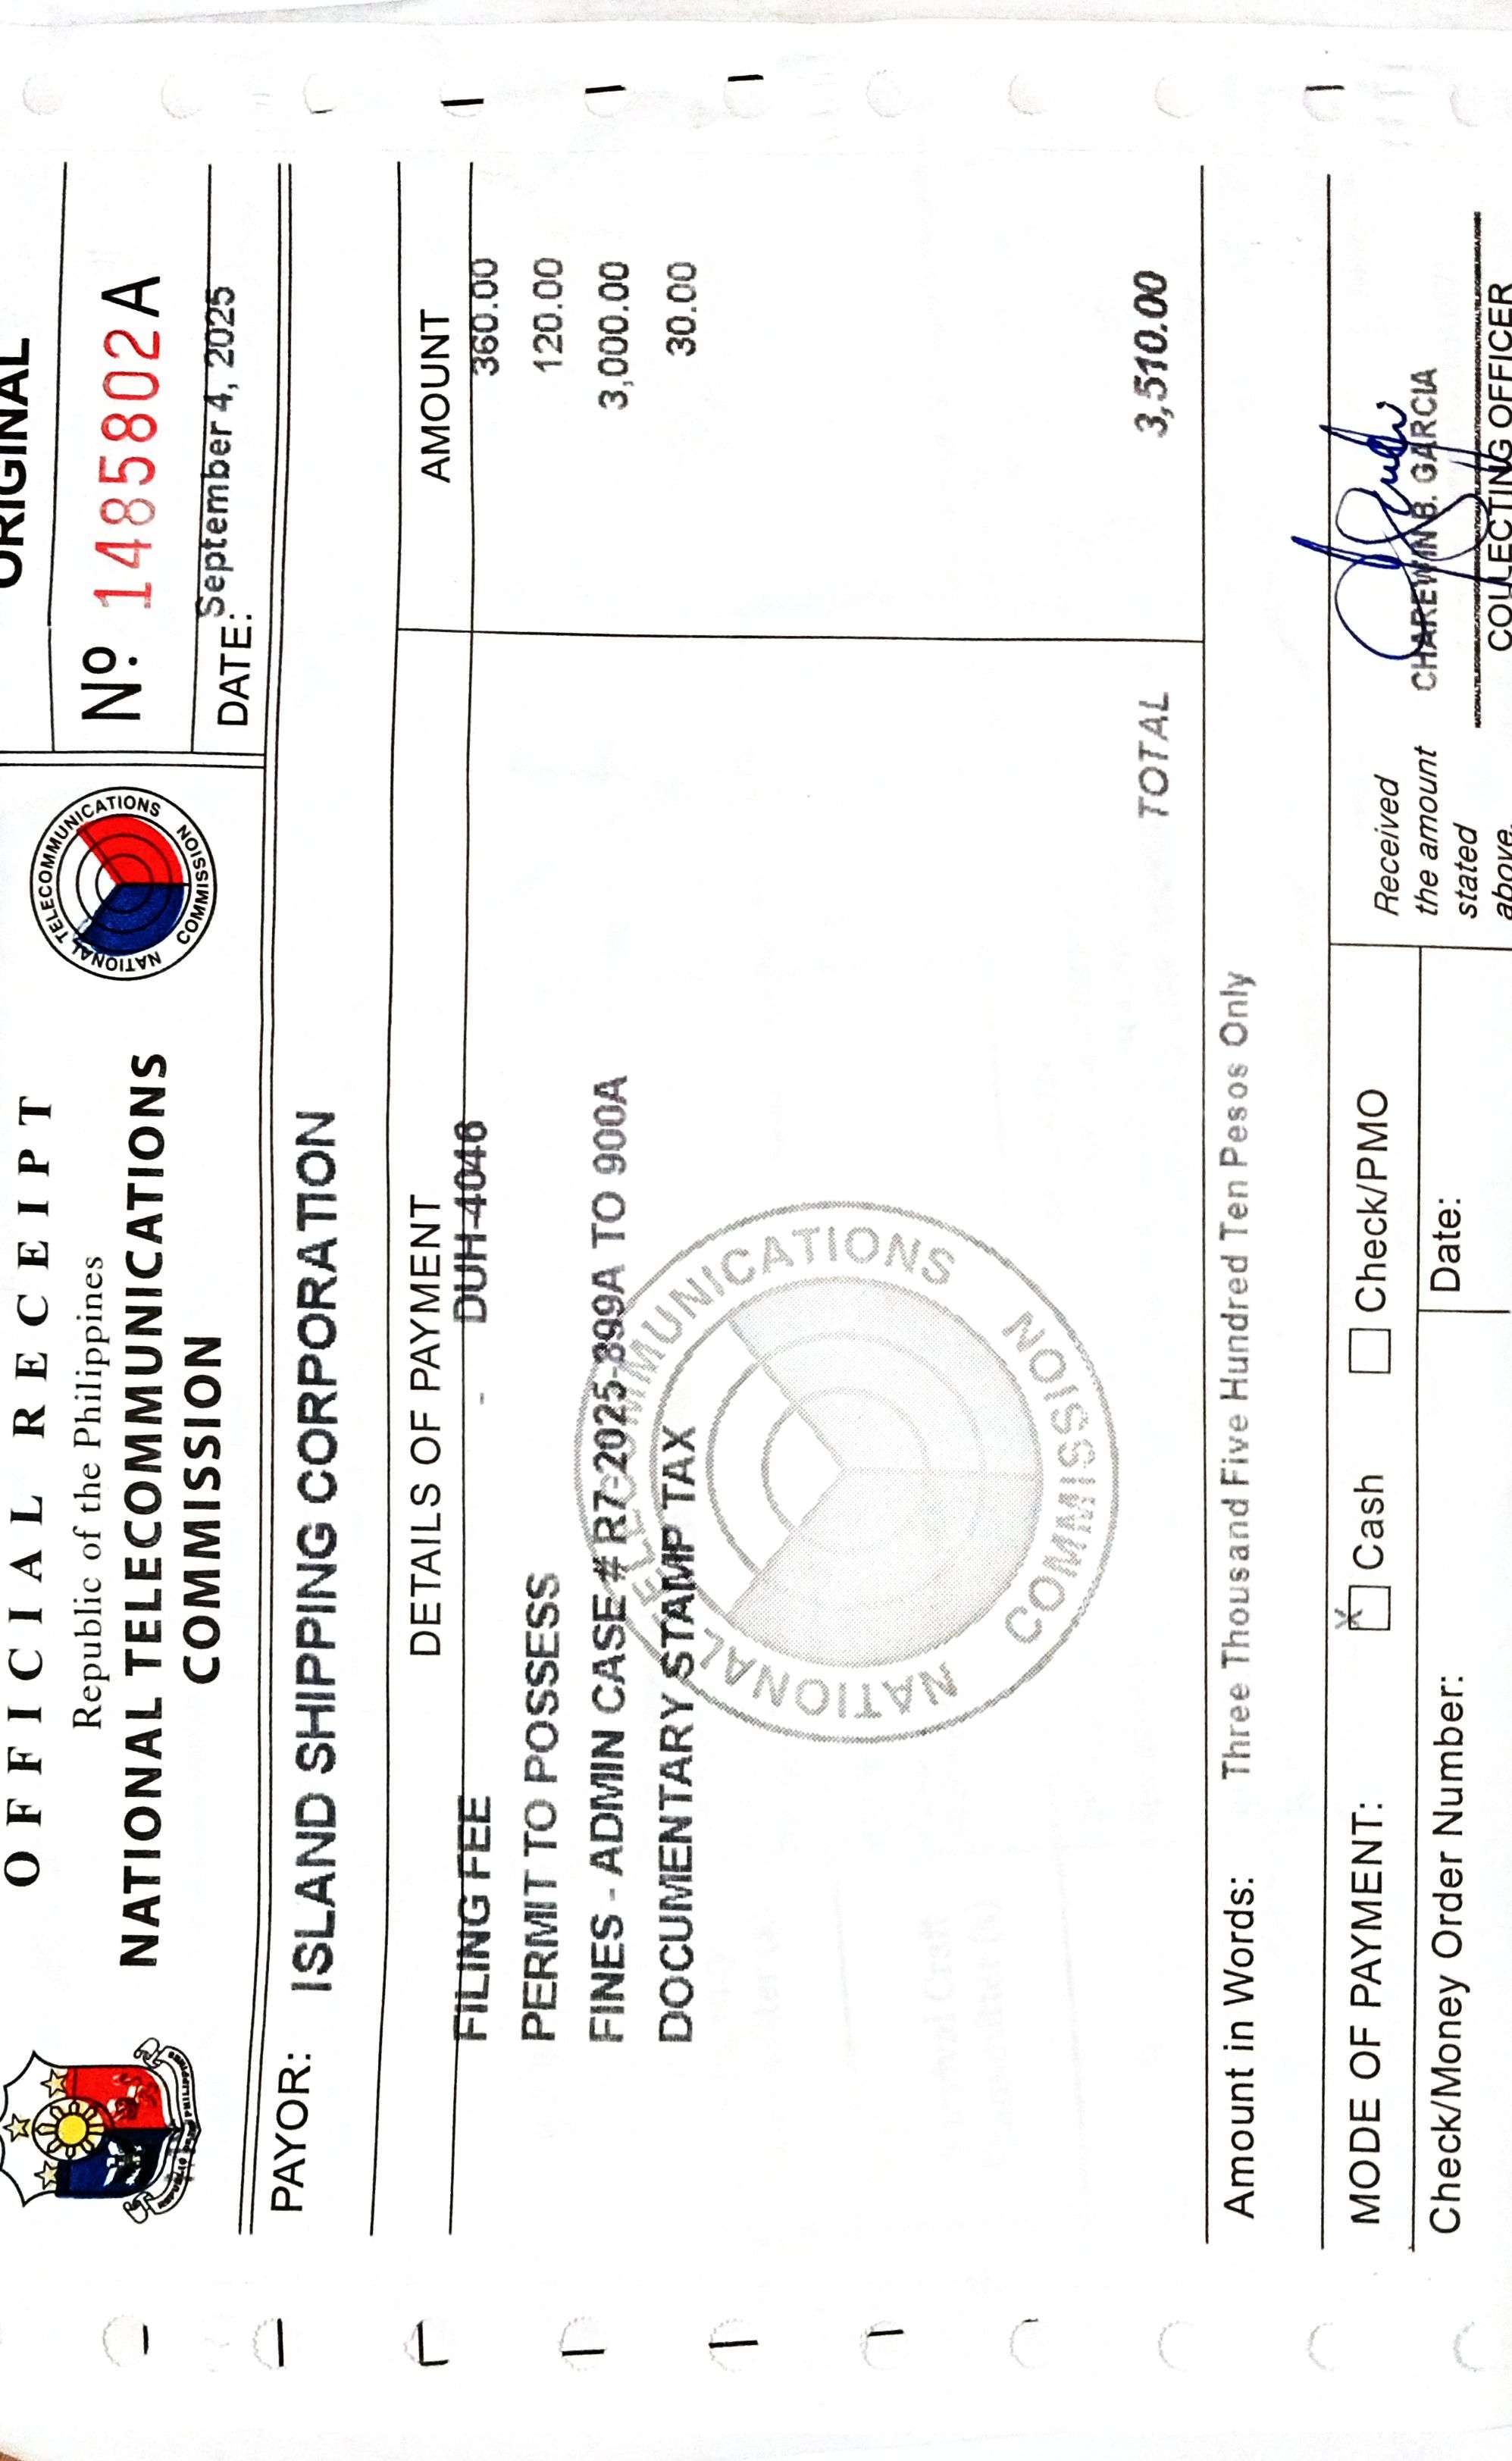 OFFICIAL RECEIPT
Republic of the Philippines
NATIONAL TELECOMMUNICATIONS
COMMISSION
NATIONAL TELECOMMUNICATIONS COMMISSION
ORIGINAL
Nº 1485802A
DATE: September 4, 2025
PAYOR: ISLAND SHIPPING CORPORATION
DETAILS OF PAYMENT AMOUNT
FILING FEE - DUH-4046 360.00
PERMIT TO POSSESS 120.00
FINES - ADMIN CASE # R7-2025-899A TO 900A 3,000.00
DOCUMENTARY STAMP TAX 30.00
NATIONAL TELECOMMUNICATIONS COMMISSION
TOTAL 3,510.00
Amount in Words: Three Thousand Five Hundred Ten Pesos Only
MODE OF PAYMENT: X Cash Check/PMO
Check/Money Order Number: Date:
Received
the amount
stated
above.
CHAREWIN B. GARCIA
COLLECTING OFFICER